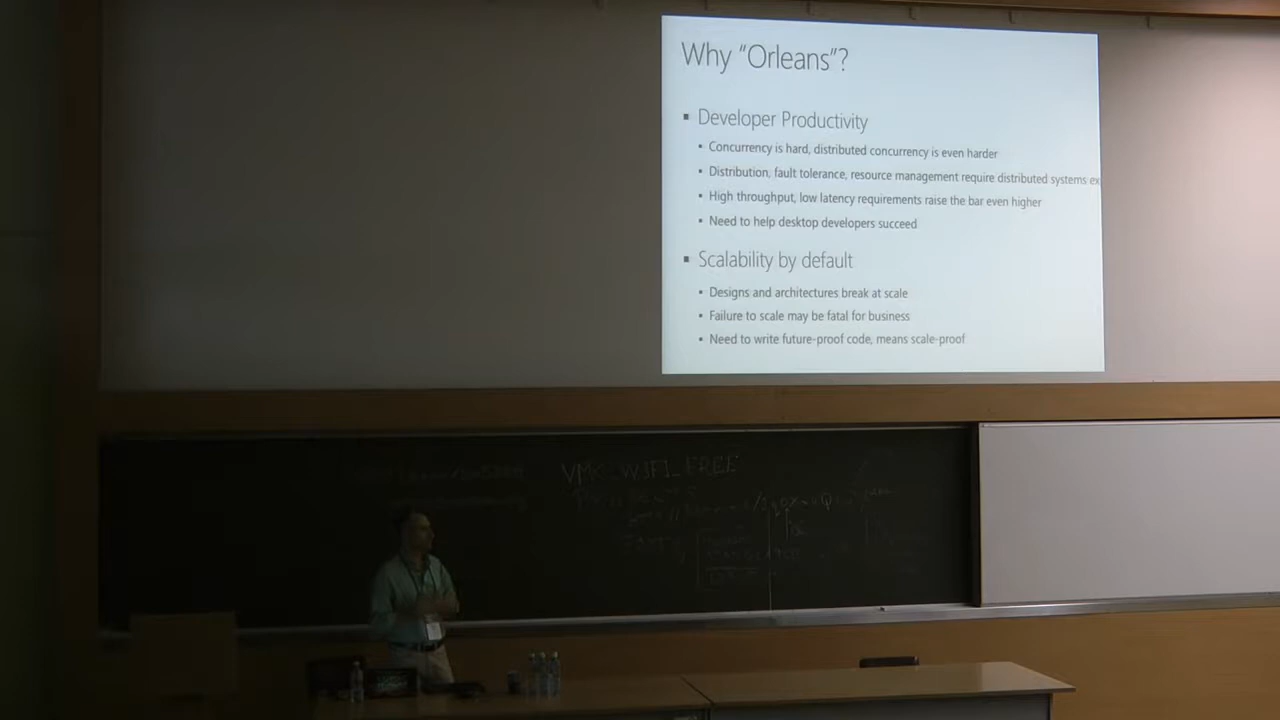 Why “Orleans”?
▪ Developer Productivity
• Concurrency is hard, distributed concurrency is even harder
• Distribution, fault tolerance, resource management require distributed systems ex
• High throughput, low latency requirements raise the bar even higher
• Need to help desktop developers succeed
▪ Scalability by default
• Designs and architectures break at scale
• Failure to scale may be fatal for business
• Need to write future-proof code, means scale-proof
FREE